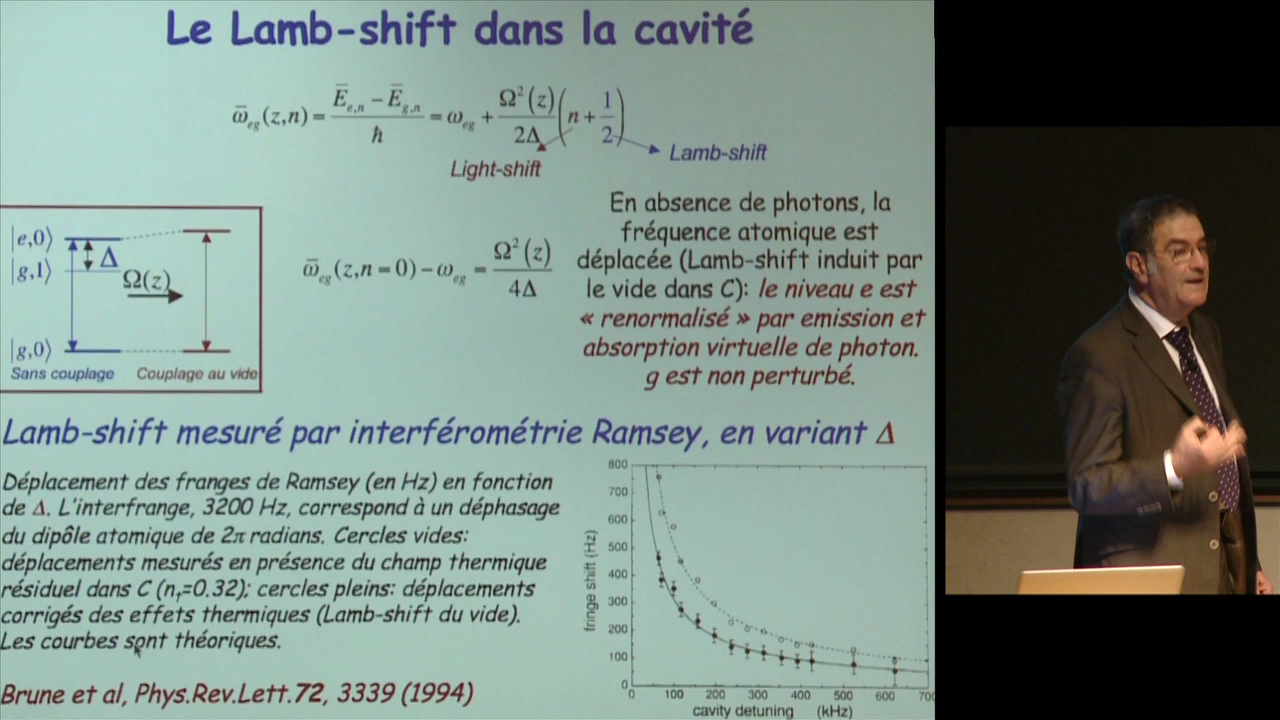 Le Lamb-shift dans la cavité
ω̄_eg(z,n) = (Ē_e,n − Ē_g,n)/ħ = ω_eg + Ω²(z)/2Δ (n + 1/2)
Light-shift
Lamb-shift
|e,0⟩
|g,1⟩
Δ
Ω(z)
|g,0⟩
Sans couplage
Couplage au vide
ω̄_eg(z,n = 0) − ω_eg = Ω²(z)/4Δ
En absence de photons, la
fréquence atomique est
déplacée (Lamb-shift induit par
le vide dans C): le niveau e est
« renormalisé » par emission et
absorption virtuelle de photon.
g est non perturbé.
Lamb-shift mesuré par interférométrie Ramsey, en variant Δ
Déplacement des franges de Ramsey (en Hz) en fonction
de Δ. L'interfrange, 3200 Hz, correspond à un déphasage
du dipôle atomique de 2π radians. Cercles vides:
déplacements mesurés en présence du champ thermique
résiduel dans C (n_t=0.32); cercles pleins: déplacements
corrigés des effets thermiques (Lamb-shift du vide).
Les courbes sont théoriques.
Brune et al, Phys.Rev.Lett.72, 3339 (1994)
fringe shift (Hz)
800
700
600
500
400
300
200
100
0
0 100 200 300 400 500 600 700
cavity detuning (kHz)